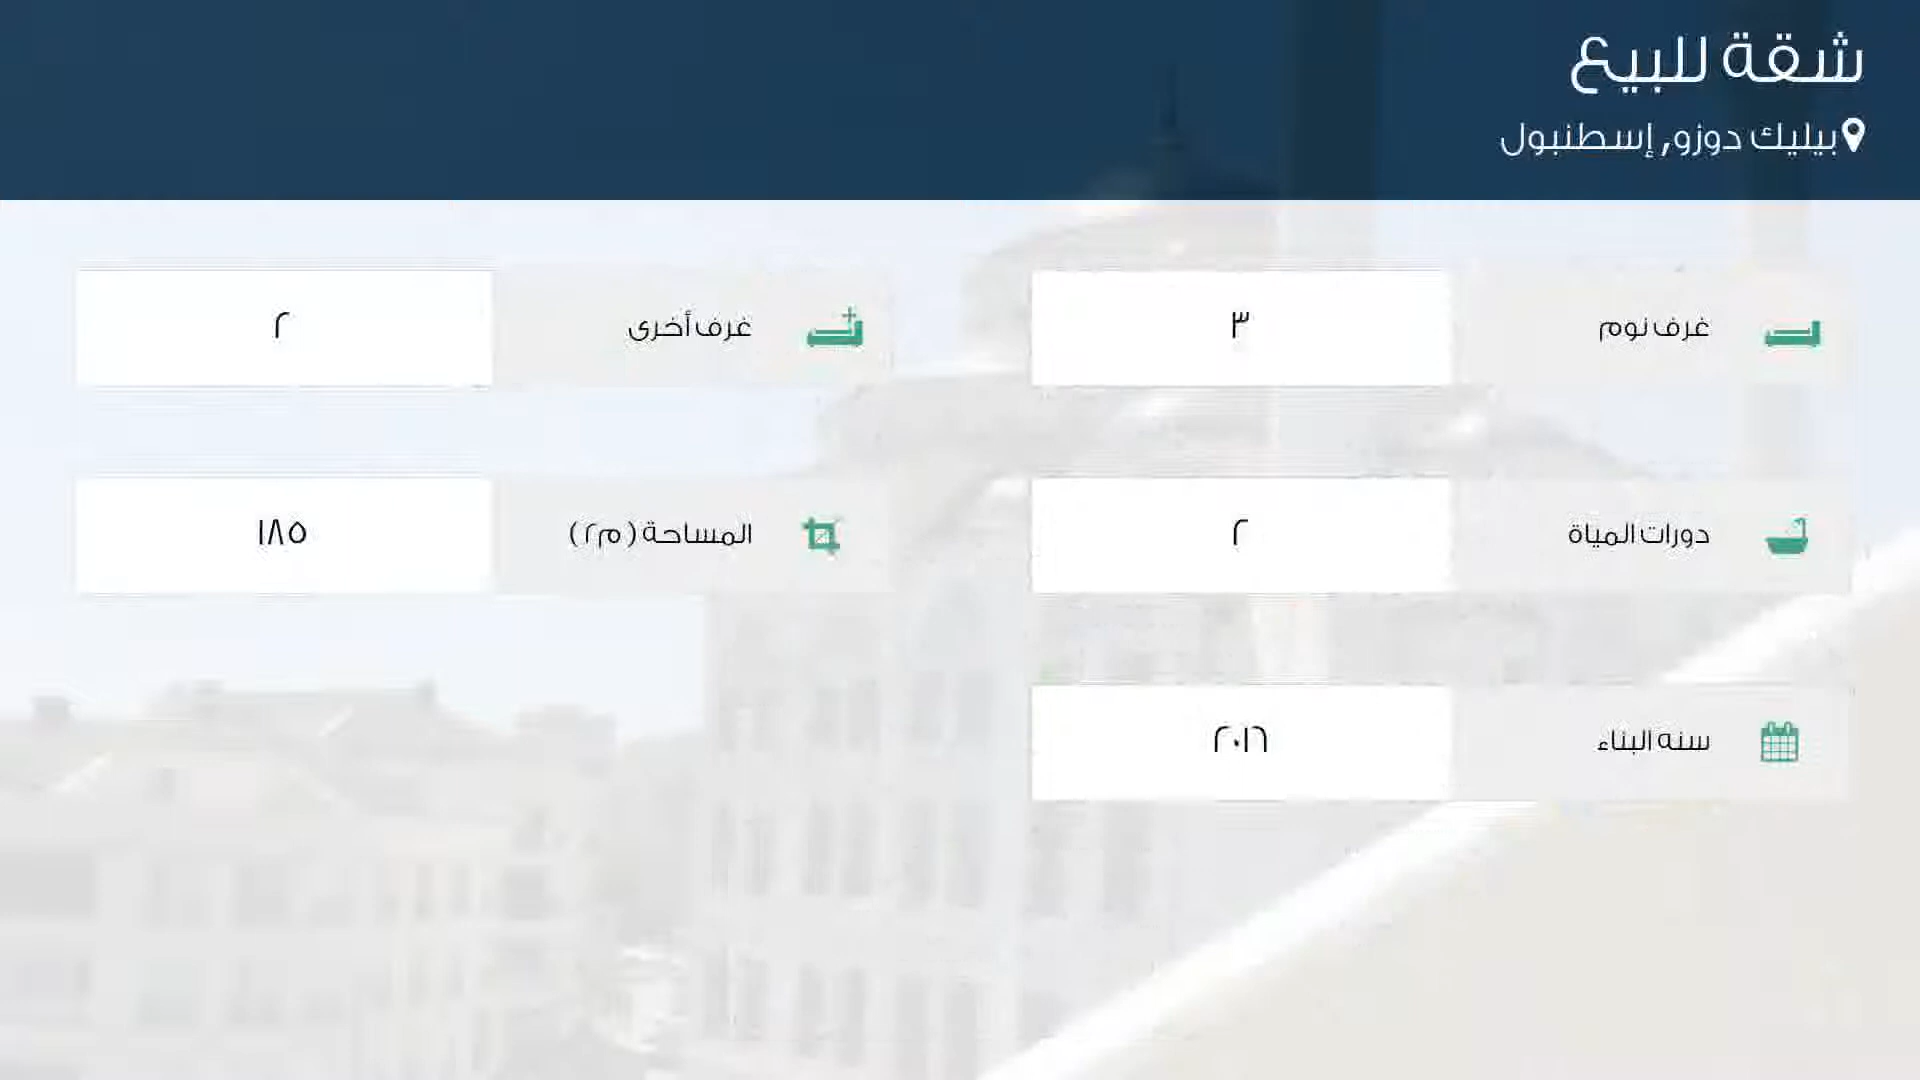 شقة للبيع
بيليك دوزو, إسطنبول
غرف نوم
٣
غرف أخرى
٢
دورات المياة
٢
المساحة (م٢)
١٨٥
سنه البناء
٢٠١٦